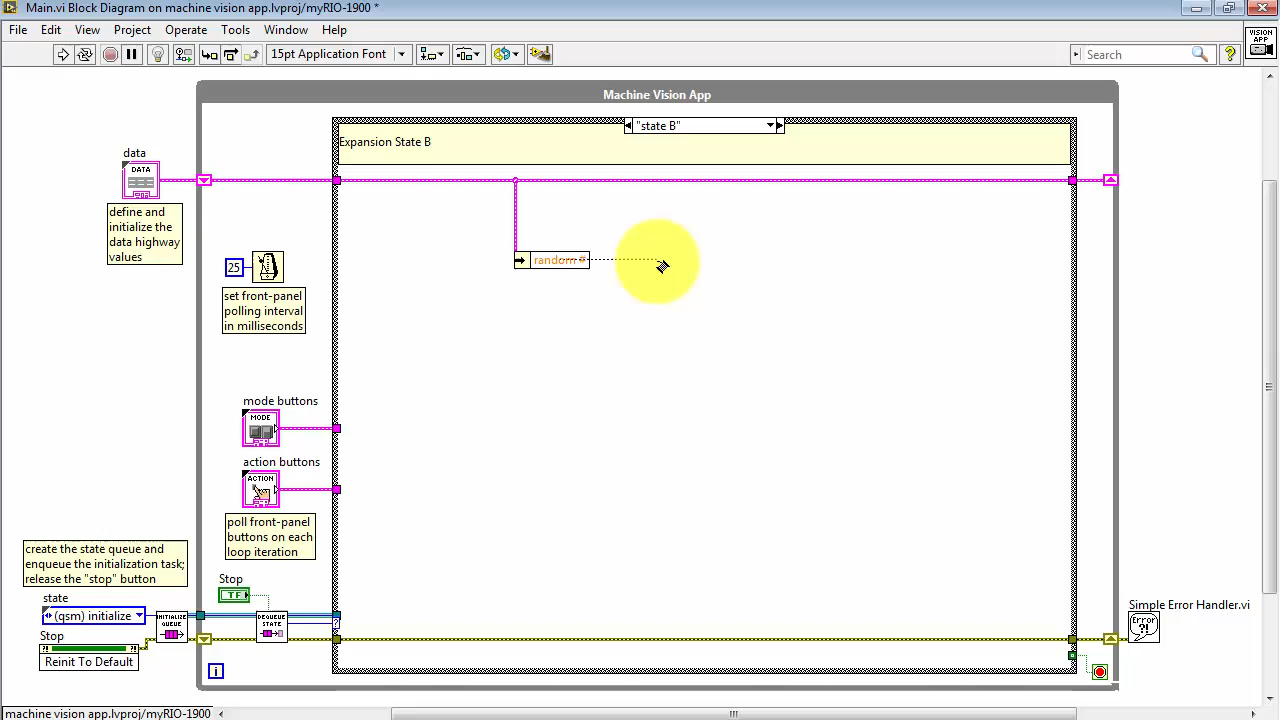 Main.vi Block Diagram on machine vision app.lvproj/myRIO-1900 *
File Edit View Project Operate Tools Window Help
15pt Application Font
Search
?
VISION
APP
Machine Vision App
"state B"
Expansion State B
data
DATA
define and
initialize the
data highway
values
random #
25
set front-panel
polling interval
in milliseconds
mode buttons
MODE
action buttons
ACTION
poll front-panel
buttons on each
loop iteration
create the state queue and
enqueue the initialization task;
release the "stop" button
Stop
TF
state
(qsm) initialize
INITIALIZE
QUEUE
DEQUEUE
STATE
?
Stop
?! ?!
Reinit To Default
Simple Error Handler.vi
Error
?!
i
machine vision app.lvproj/myRIO-1900